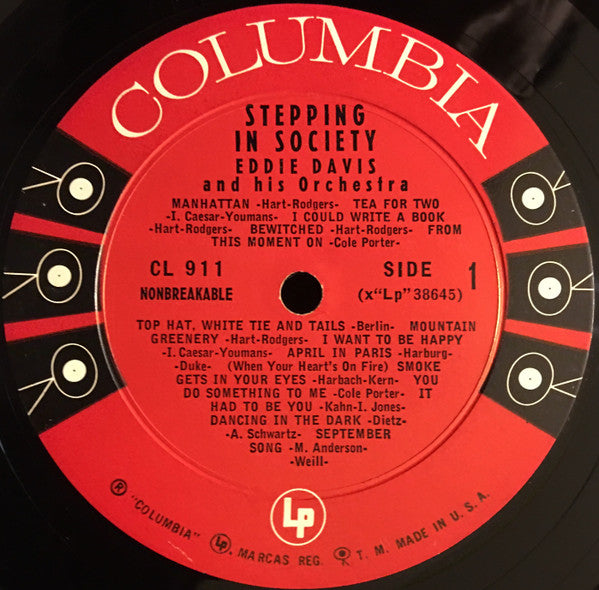 COLUMBIA
STEPPING
IN SOCIETY
EDDIE DAVIS
and his Orchestra
MANHATTAN -Hart-Rodgers- TEA FOR TWO
-I. Caesar-Youmans- I COULD WRITE A BOOK
-Hart-Rodgers- BEWITCHED -Hart-Rodgers- FROM
THIS MOMENT ON -Cole Porter-
CL 911 SIDE 1
NONBREAKABLE (x"Lp" 38645)
TOP HAT, WHITE TIE AND TAILS -Berlin- MOUNTAIN
GREENERY -Hart-Rodgers- I WANT TO BE HAPPY
-I. Caesar-Youmans- APRIL IN PARIS -Harburg-
-Duke- (When Your Heart's On Fire) SMOKE
GETS IN YOUR EYES -Harbach-Kern- YOU
DO SOMETHING TO ME -Cole Porter- IT
HAD TO BE YOU -Kahn-I. Jones-
DANCING IN THE DARK -Dietz-
-A. Schwartz- SEPTEMBER
SONG -M. Anderson-
-Weill-
Lp
® "COLUMBIA" Lp, MARCAS REG. T. M. MADE IN U. S. A.